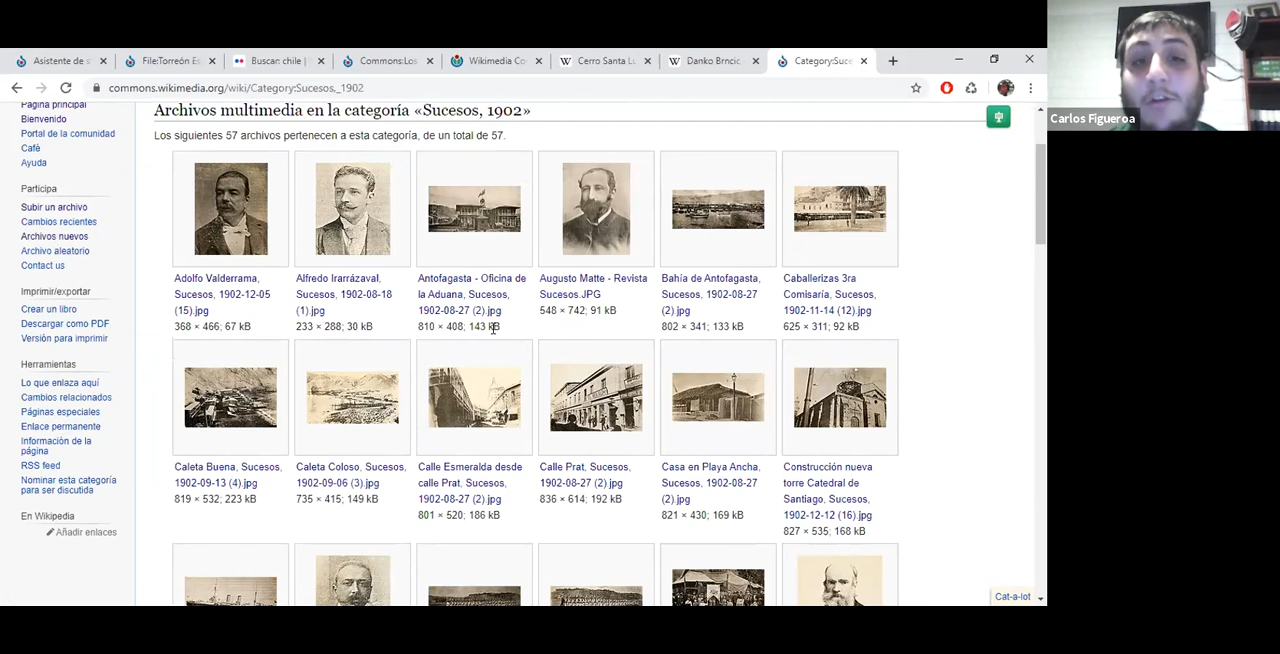 Asistente de s
File:Torreón Es
Buscar: chile |
Commons:Los
Wikimedia Co
Cerro Santa Lu
Danko Brncic
Category:Suce
commons.wikimedia.org/wiki/Category:Sucesos,_1902
Carlos Figueroa
Página principal
Bienvenido
Portal de la comunidad
Café
Ayuda
Participa
Subir un archivo
Cambios recientes
Archivos nuevos
Archivo aleatorio
Contact us
Imprimir/exportar
Crear un libro
Descargar como PDF
Versión para imprimir
Herramientas
Lo que enlaza aquí
Cambios relacionados
Páginas especiales
Enlace permanente
Información de la
página
RSS feed
Nominar esta categoría
para ser discutida
En Wikipedia
Añadir enlaces
Archivos multimedia en la categoría «Sucesos, 1902»
Los siguientes 57 archivos pertenecen a esta categoría, de un total de 57.
Adolfo Valderrama,
Sucesos, 1902-12-05
(15).jpg
368 × 466; 67 kB
Alfredo Irarrázaval,
Sucesos, 1902-08-18
(1).jpg
233 × 288; 30 kB
Antofagasta - Oficina de
la Aduana, Sucesos,
1902-08-27 (2).jpg
810 × 408; 143 kB
Augusto Matte - Revista
Sucesos.JPG
548 × 742; 91 kB
Bahía de Antofagasta,
Sucesos, 1902-08-27
(2).jpg
802 × 341; 133 kB
Caballerizas 3ra
Comisaría, Sucesos,
1902-11-14 (12).jpg
625 × 311; 92 kB
Caleta Buena, Sucesos,
1902-09-13 (4).jpg
819 × 532; 223 kB
Caleta Coloso, Sucesos,
1902-09-06 (3).jpg
735 × 415; 149 kB
Calle Esmeralda desde
calle Prat, Sucesos,
1902-08-27 (2).jpg
801 × 520; 186 kB
Calle Prat, Sucesos,
1902-08-27 (2).jpg
836 × 614; 192 kB
Casa en Playa Ancha,
Sucesos, 1902-08-27
(2).jpg
821 × 430; 169 kB
Construcción nueva
torre Catedral de
Santiago, Sucesos,
1902-12-12 (16).jpg
827 × 535; 168 kB
Cat-a-lot